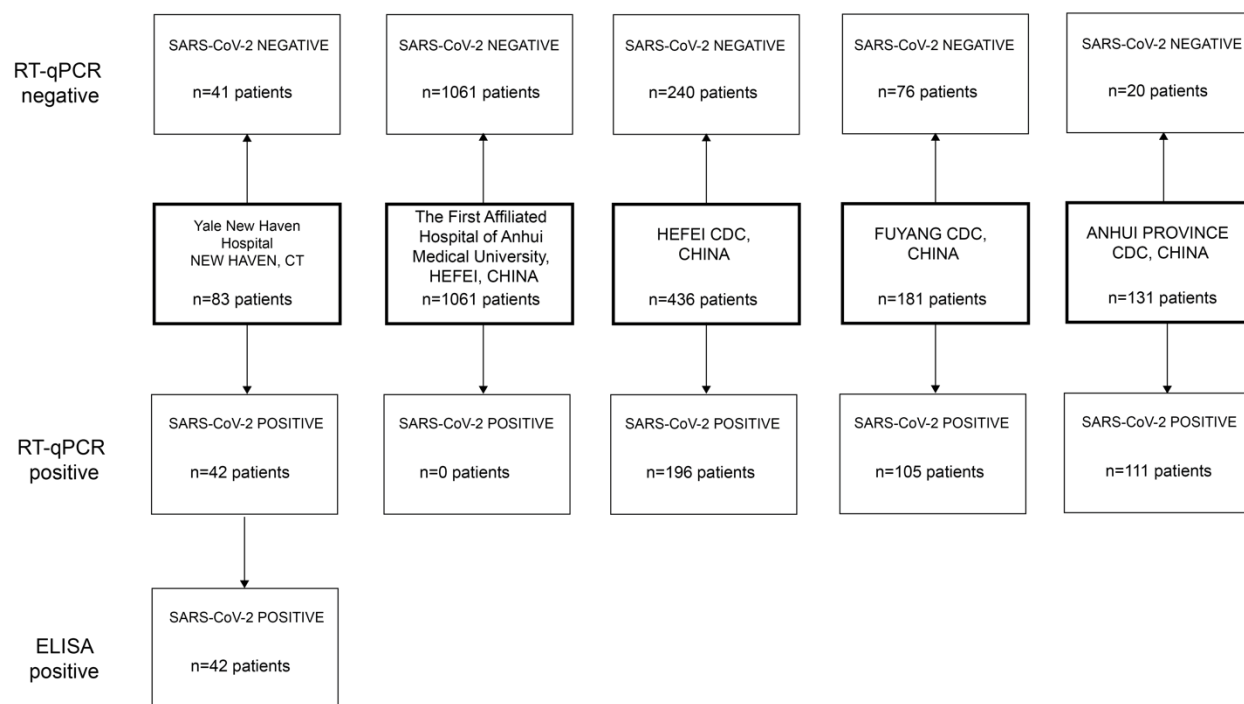 RT-qPCR
negative
SARS-CoV-2 NEGATIVE
n=41 patients
SARS-CoV-2 NEGATIVE
n=1061 patients
SARS-CoV-2 NEGATIVE
n=240 patients
SARS-CoV-2 NEGATIVE
n=76 patients
SARS-CoV-2 NEGATIVE
n=20 patients
Yale New Haven
Hospital
NEW HAVEN, CT
n=83 patients
The First Affiliated
Hospital of Anhui
Medical University,
HEFEI, CHINA
n=1061 patients
HEFEI CDC,
CHINA
n=436 patients
FUYANG CDC,
CHINA
n=181 patients
ANHUI PROVINCE
CDC, CHINA
n=131 patients
RT-qPCR
positive
SARS-CoV-2 POSITIVE
n=42 patients
SARS-CoV-2 POSITIVE
n=0 patients
SARS-CoV-2 POSITIVE
n=196 patients
SARS-CoV-2 POSITIVE
n=105 patients
SARS-CoV-2 POSITIVE
n=111 patients
ELISA
positive
SARS-CoV-2 POSITIVE
n=42 patients